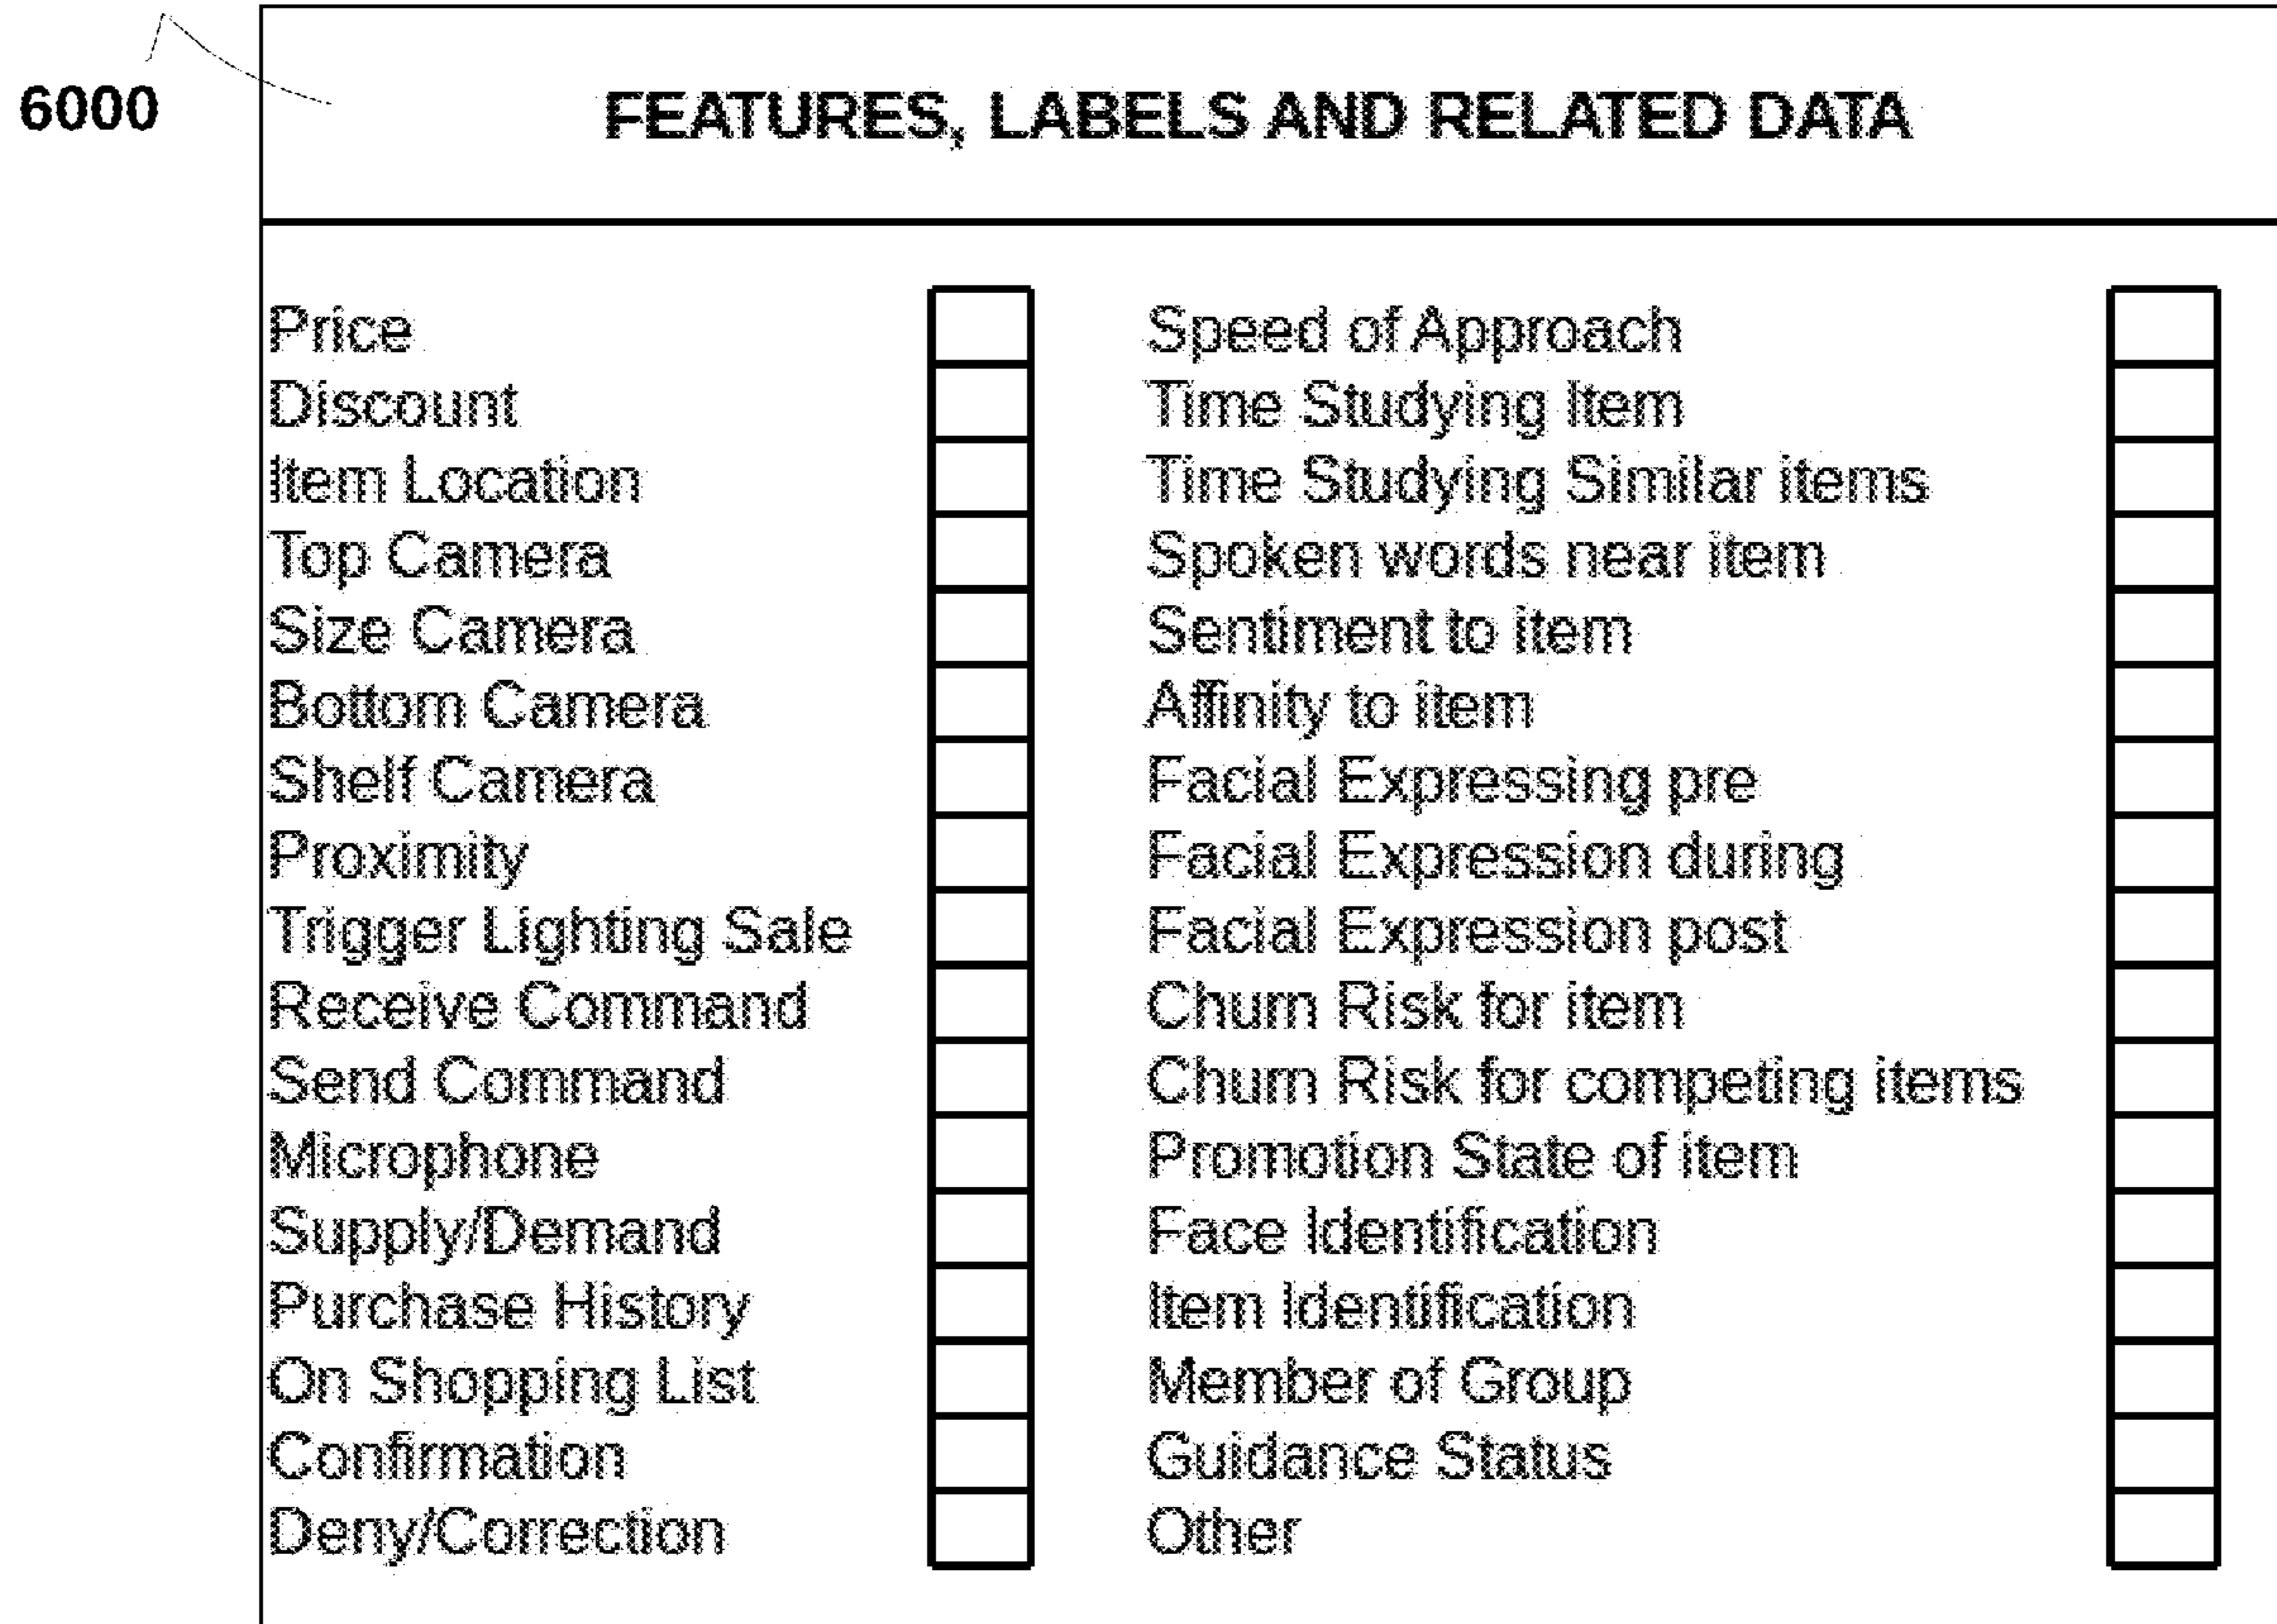 6000
FEATURES, LABELS AND RELATED DATA
Price
Discount
Item Location
Top Camera
Size Camera
Bottom Camera
Shelf Camera
Proximity
Trigger Lighting Sale
Receive Command
Send Command
Microphone
Supply/Demand
Purchase History
On Shopping List
Confirmation
Deny/Correction
Speed of Approach
Time Studying Item
Time Studying Similar items
Spoken words near item
Sentiment to item
Affinity to item
Facial Expressing pre
Facial Expression during
Facial Expression post
Churn Risk for item
Churn Risk for competing items
Promotion State of item
Face Identification
Item Identification
Member of Group
Guidance Status
Other